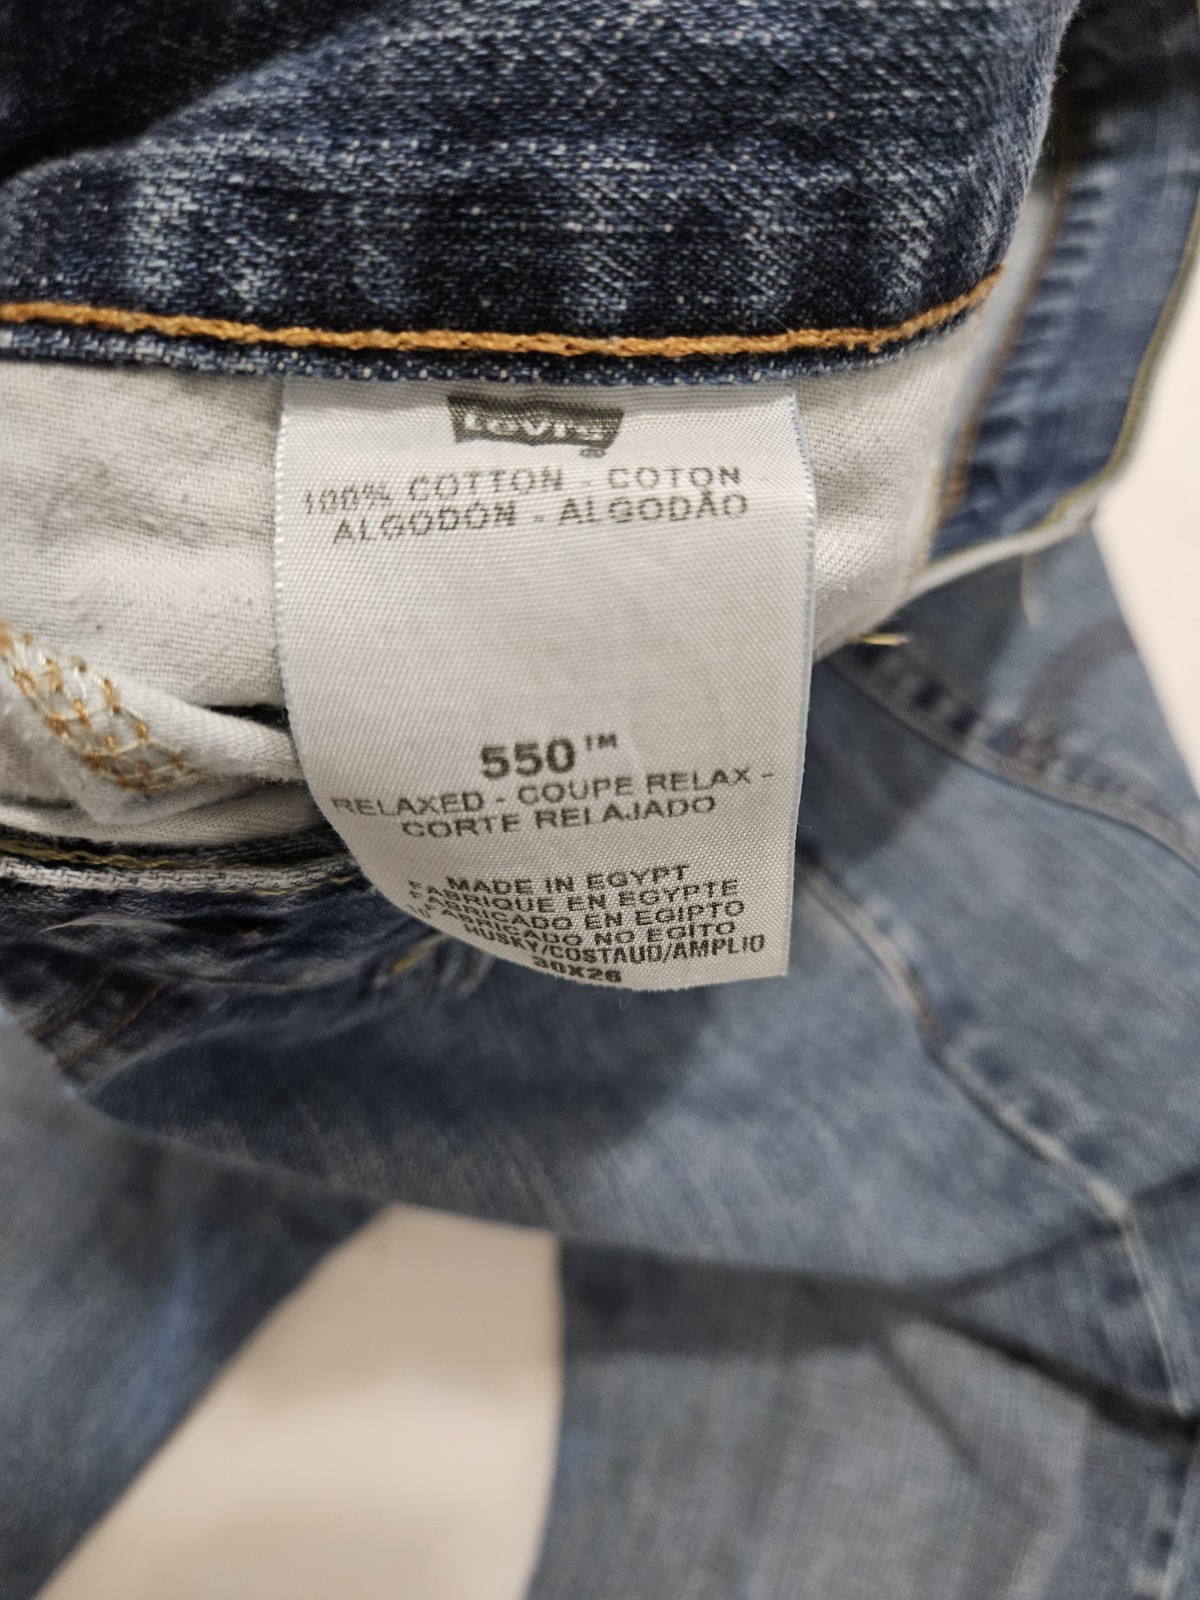 Levi's®
100% COTTON - COTON
ALGODÓN - ALGODÃO
550™
RELAXED - COUPE RELAX -
CORTE RELAJADO
MADE IN EGYPT
FABRIQUE EN EGYPTE
FABRICADO EN EGIPTO
FABRICADO NO EGITO
HUSKY/COSTAUD/AMPLIO
30X26